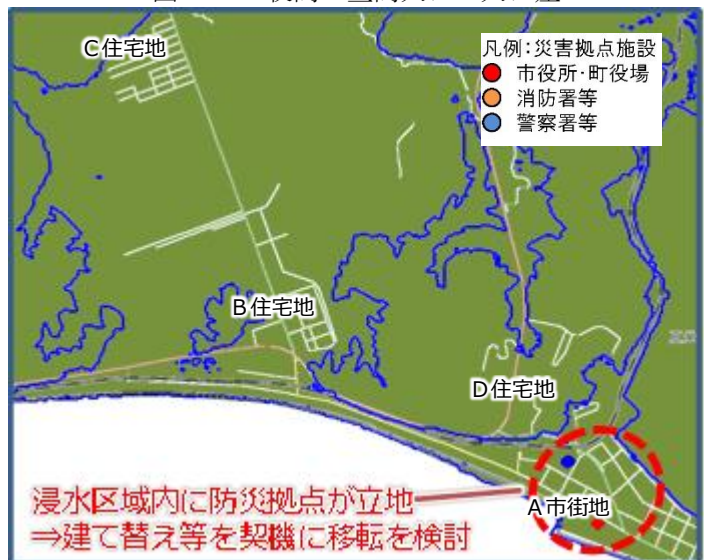 C住宅地
凡例:災害拠点施設
市役所・町役場
消防署等
警察署等
B住宅地
D住宅地
A市街地
浸水区域内に防災拠点が立地
⇒建て替え等を契機に移転を検討